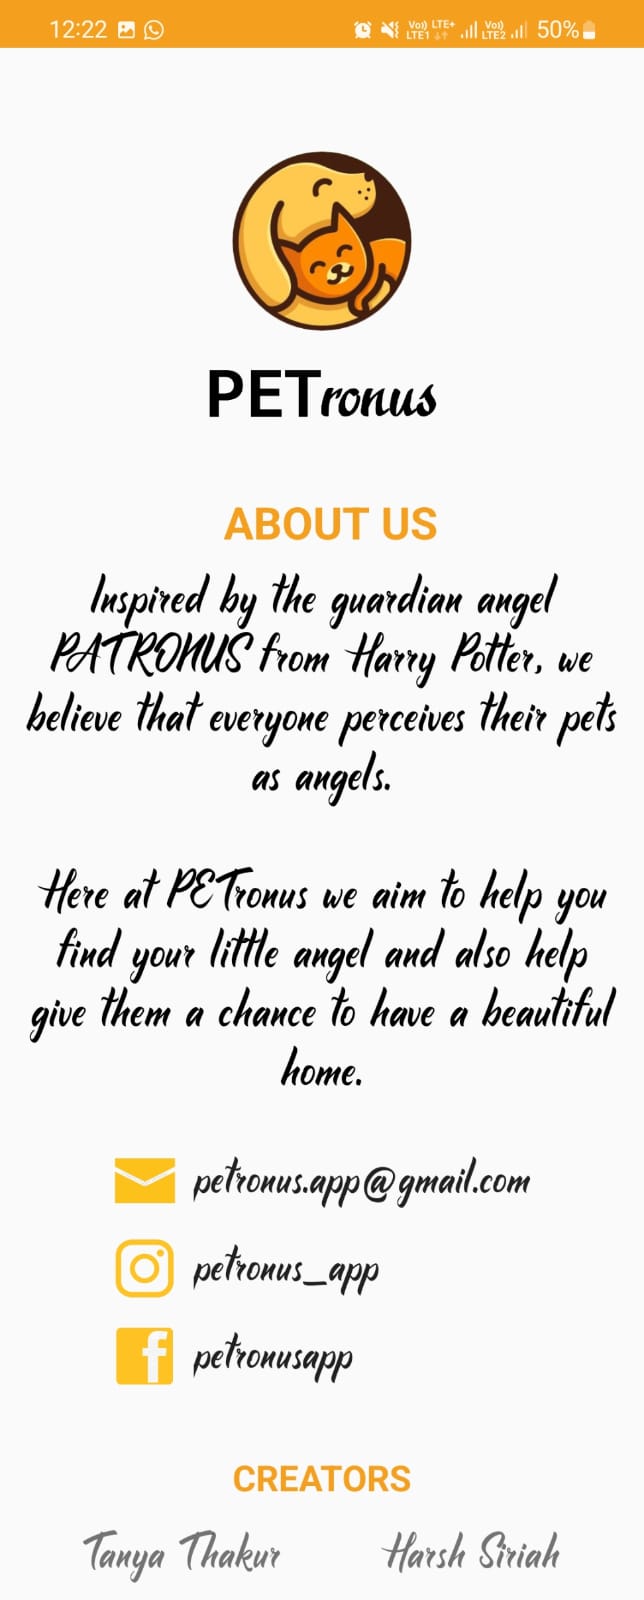 12:22
Vo)) LTE+
LTE1
Vo))
LTE2
50%
PETronus
ABOUT US
Inspired by the guardian angel
PATRONUS from Harry Potter, we
believe that everyone perceives their pets
as angels.
Here at PETronus we aim to help you
find your little angel and also help
give them a chance to have a beautiful
home.
petronus.app@gmail.com
petronus_app
petronusapp
CREATORS
Tanya Thakur Harsh Siriah